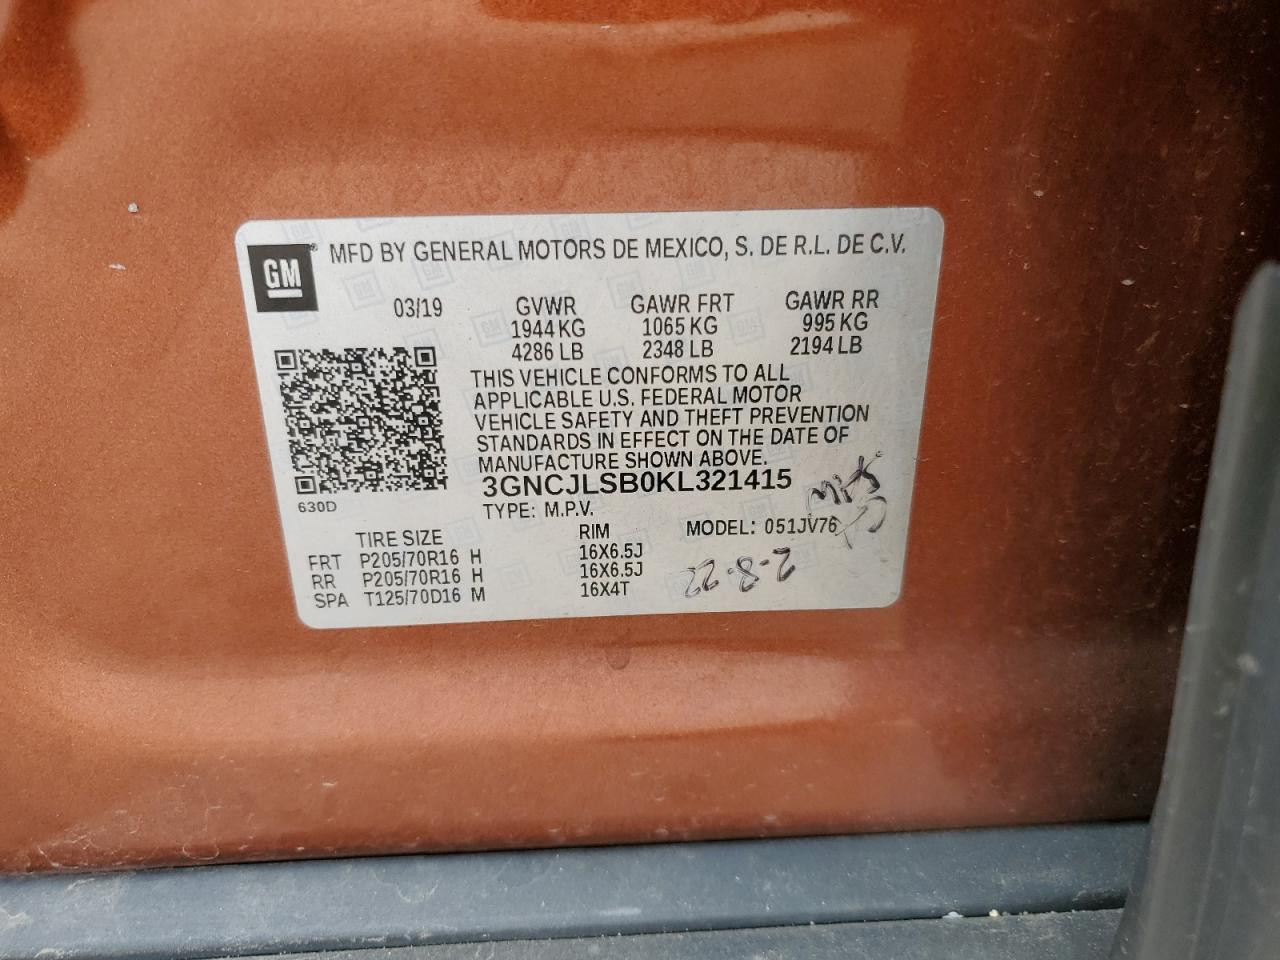 GM MFD BY GENERAL MOTORS DE MEXICO, S. DE R.L. DE C.V.
03/19 GVWR GAWR FRT GAWR RR
1944 KG 1065 KG 995 KG
4286 LB 2348 LB 2194 LB
THIS VEHICLE CONFORMS TO ALL
APPLICABLE U.S. FEDERAL MOTOR
VEHICLE SAFETY AND THEFT PREVENTION
STANDARDS IN EFFECT ON THE DATE OF
MANUFACTURE SHOWN ABOVE.
3GNCJLSB0KL321415
630D
TYPE: M.P.V.
TIRE SIZE RIM MODEL: 051JV76
FRT P205/70R16 H 16X6.5J
RR P205/70R16 H 16X6.5J
SPA T125/70D16 M 16X4T
22-8-2